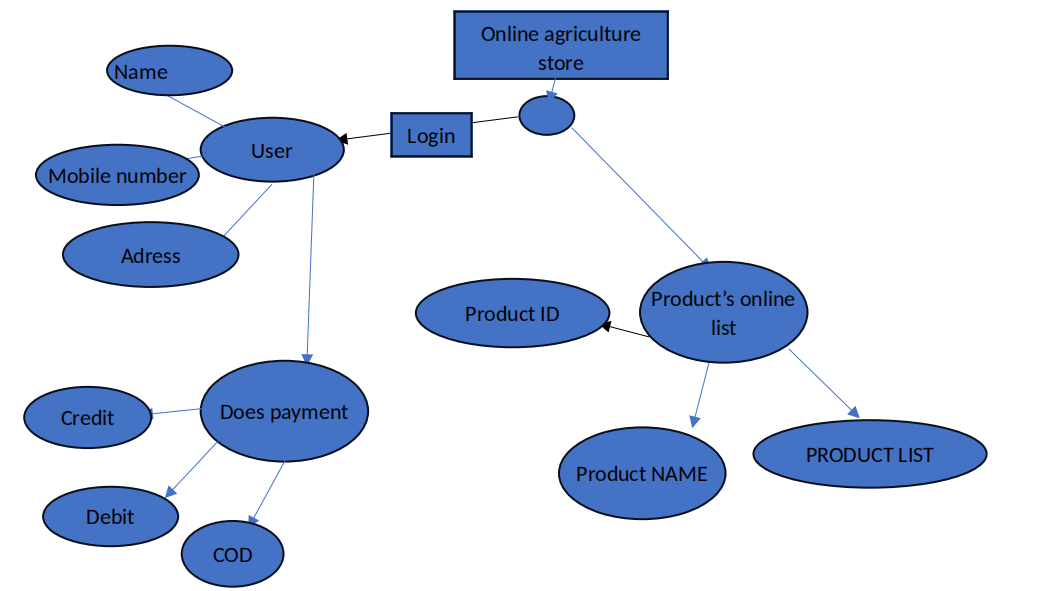 Online agriculture
store
Name
Login
User
Mobile number
Adress
Product's online
list
Product ID
Does payment
Credit
PRODUCT LIST
Product NAME
Debit
COD